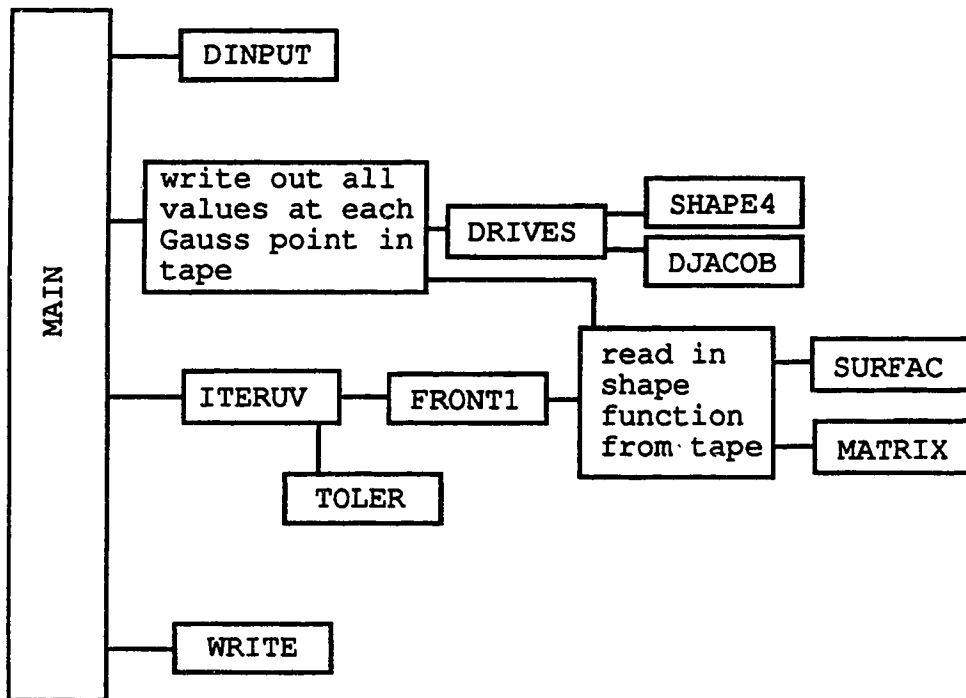 MAIN
DINPUT
write out all
values at each
Gauss point in
tape
DRIVES
SHAPE4
DJACOB
ITERUV
FRONT1
read in
shape
function
from tape
SURFAC
MATRIX
TOLER
WRITE